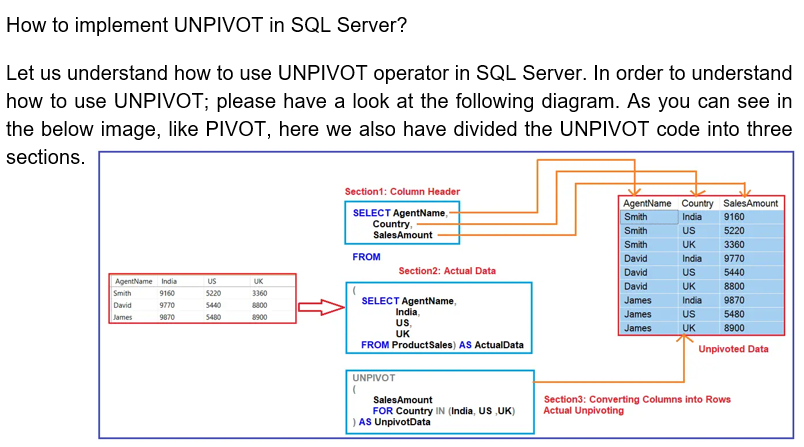 How to implement UNPIVOT in SQL Server?
Let us understand how to use UNPIVOT operator in SQL Server. In order to understand
how to use UNPIVOT; please have a look at the following diagram. As you can see in
the below image, like PIVOT, here we also have divided the UNPIVOT code into three
sections.
Section1: Column Header
SELECT AgentName,
Country,
SalesAmount
FROM
Section2: Actual Data
(
SELECT AgentName,
India,
US,
UK
FROM ProductSales) AS ActualData
UNPIVOT
(
SalesAmount
FOR Country IN (India, US ,UK)
) AS UnpivotData
Section3: Converting Columns into Rows
Actual Unpivoting
AgentName India US UK
Smith 9160 5220 3360
David 9770 5440 8800
James 9870 5480 8900
AgentName Country SalesAmount
Smith India 9160
Smith US 5220
Smith UK 3360
David India 9770
David US 5440
David UK 8800
James India 9870
James US 5480
James UK 8900
Unpivoted Data